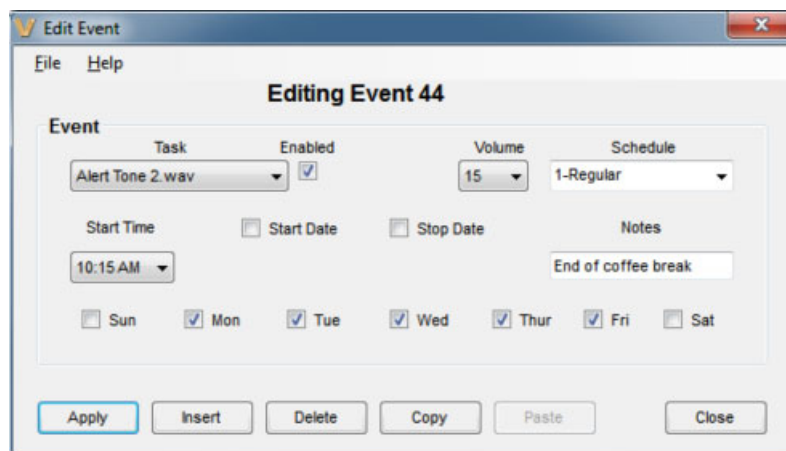 Edit Event
File Help
Editing Event 44
Event
Task Enabled Volume Schedule
Alert Tone 2.wav 15 1-Regular
Start Time Start Date Stop Date Notes
10:15 AM End of coffee break
Sun Mon Tue Wed Thur Fri Sat
Apply Insert Delete Copy Paste Close